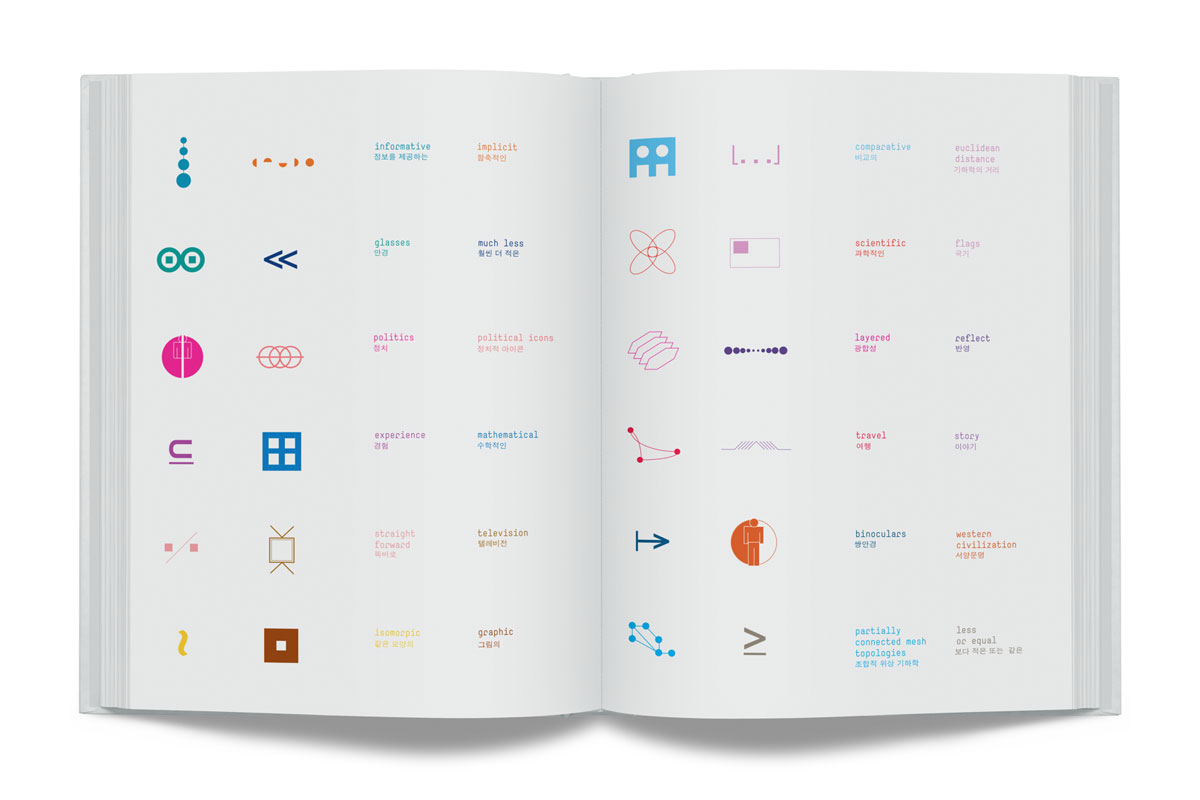 informative
정보를 제공하는
implicit
함축적인
glasses
안경
much less
훨씬 더 적은
politics
정치
political icons
정치적 아이콘
experience
경험
mathematical
수학적인
straight
forward
똑바로
television
텔레비전
isomorpic
같은 모양의
graphic
그림의
comparative
비교의
euclidean
distance
기하학의 거리
scientific
과학적인
flags
국기
layered
광합성
reflect
반영
travel
여행
story
이야기
binoculars
쌍안경
western
civilization
서양문명
partially
connected mesh
topologies
조합적 위상 기하학
less
or equal
보다 적은 또는 같은